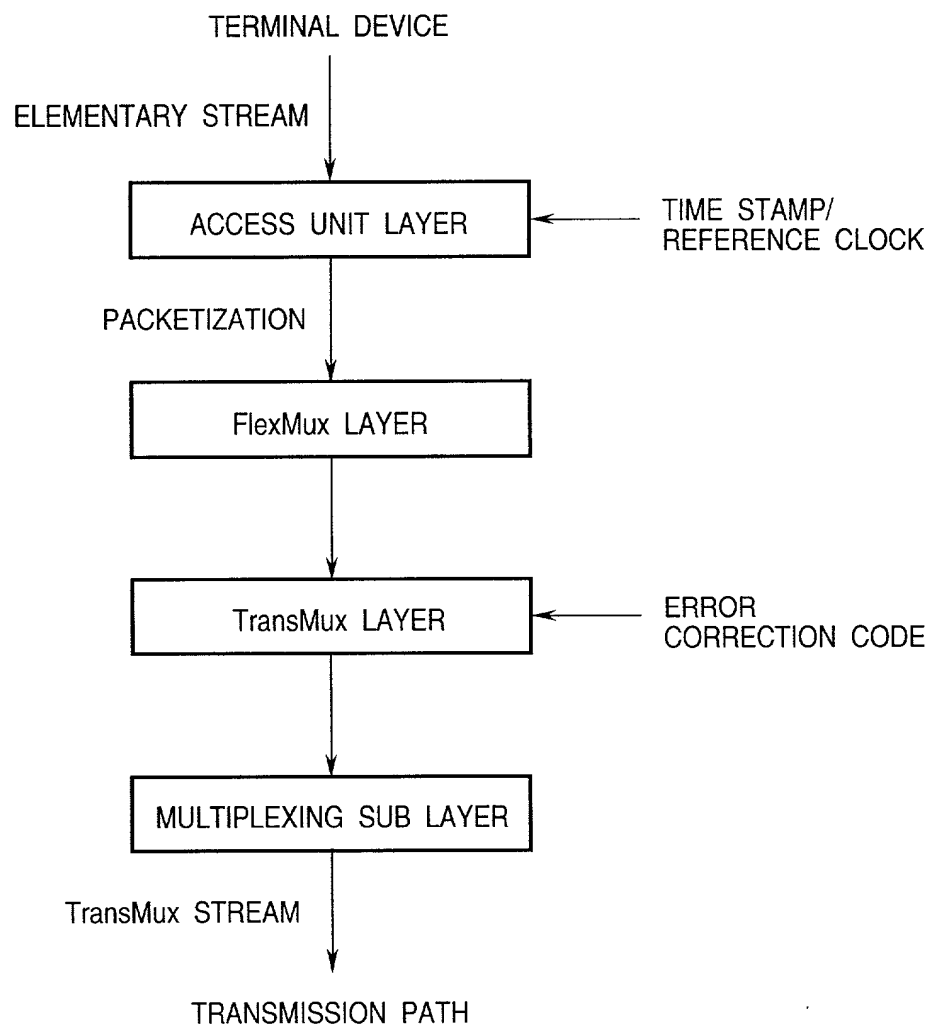 TERMINAL DEVICE
ELEMENTARY STREAM
ACCESS UNIT LAYER
TIME STAMP/
REFERENCE CLOCK
PACKETIZATION
FlexMux LAYER
TransMux LAYER
ERROR
CORRECTION CODE
MULTIPLEXING SUB LAYER
TransMux STREAM
TRANSMISSION PATH